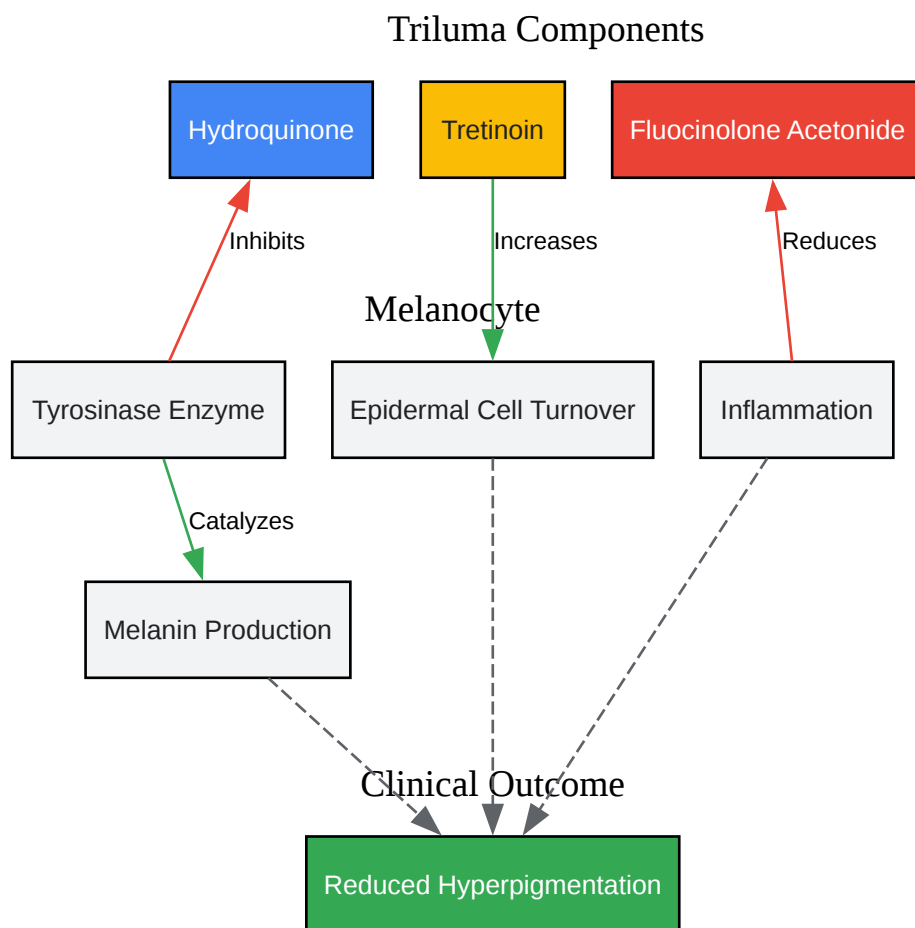 Triluma Components
Hydroquinone
Tretinoin
Fluocinolone Acetonide
Inhibits
Increases
Reduces
Melanocyte
Tyrosinase Enzyme
Epidermal Cell Turnover
Inflammation
Catalyzes
Melanin Production
Clinical Outcome
Reduced Hyperpigmentation